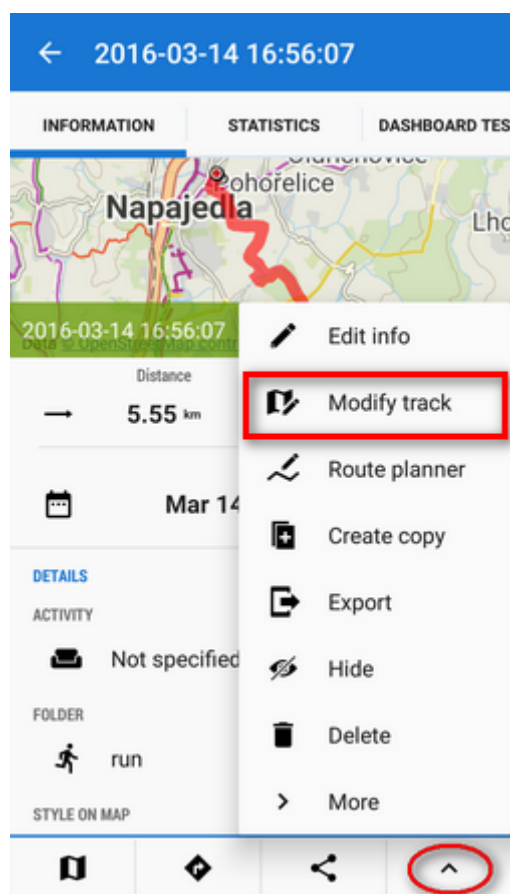 2016-03-14 16:56:07
INFORMATION STATISTICS DASHBOARD TES
Pohořelice
Napajedla
Lho
2016-03-14 16:56:07
Edit info
Distance
5.55 km
Modify track
Route planner
Mar 14
Create copy
DETAILS
ACTIVITY
Export
Not specified
Hide
FOLDER
run
Delete
STYLE ON MAP
More